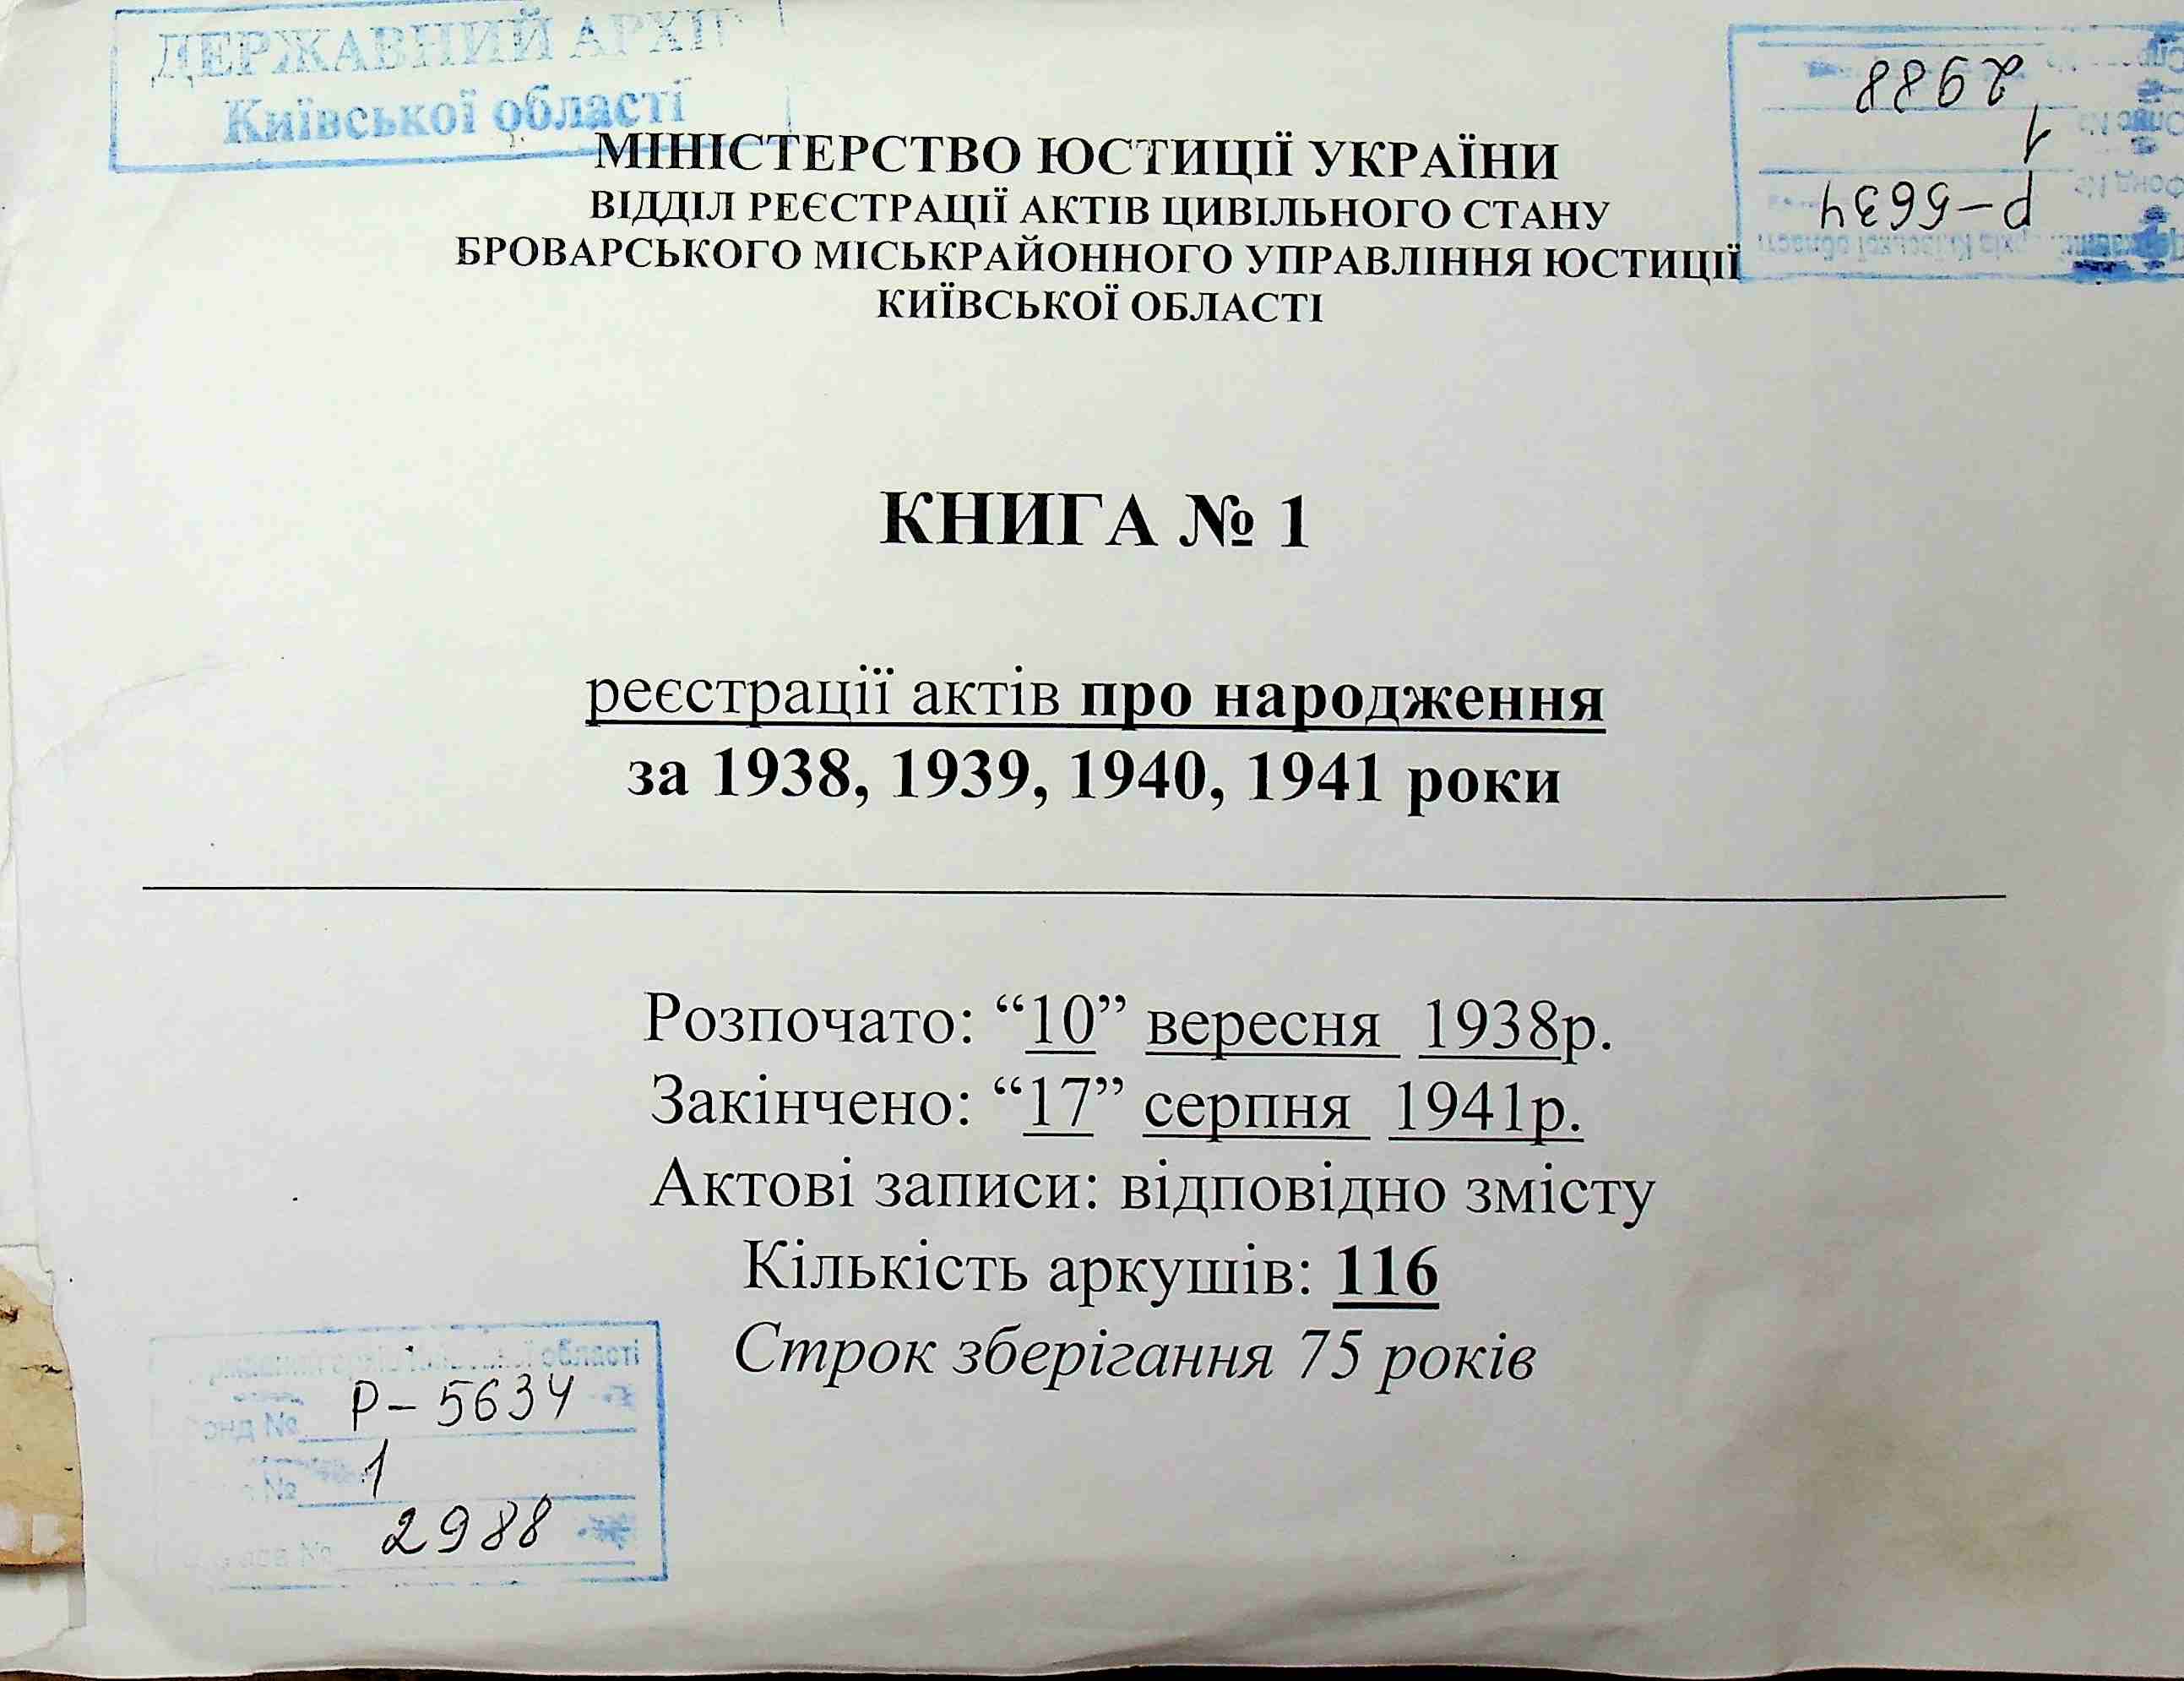 ДЕРЖАВНИЙ АРХІВ
Київської області
2988
1
Р-5634
МІНІСТЕРСТВО ЮСТИЦІЇ УКРАЇНИ
ВІДДІЛ РЕЄСТРАЦІЇ АКТІВ ЦИВІЛЬНОГО СТАНУ
БРОВАРСЬКОГО МІСЬКРАЙОННОГО УПРАВЛІННЯ ЮСТИЦІЇ
КИЇВСЬКОЇ ОБЛАСТІ
КНИГА № 1
реєстрації актів про народження
за 1938, 1939, 1940, 1941 роки
Розпочато: “10” вересня 1938р.
Закінчено: “17” серпня 1941р.
Актові записи: відповідно змісту
Кількість аркушів: 116
Строк зберігання 75 років
області
Р-5634
1
2988